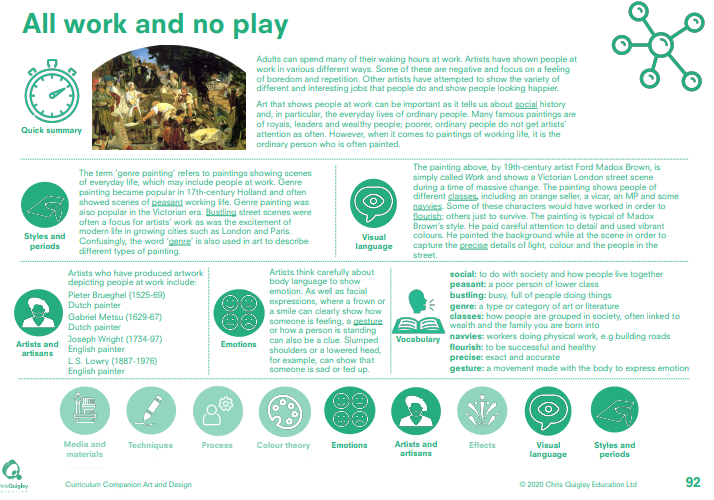 All work and no play
Quick summary
Adults can spend many of their waking hours at work. Artists have shown people at
work in various different ways. Some of these are negative and focus on a feeling
of boredom and repetition. Other artists have attempted to show the variety of
different and interesting jobs that people do and show people looking happier.
Art that shows people at work can be important as it tells us about social history
and, in particular, the everyday lives of ordinary people. Many famous paintings are
of royals, leaders and wealthy people; poorer, ordinary people do not get artists'
attention as often. However, when it comes to paintings of working life, it is the
ordinary person who is often painted.
Styles and
periods
The term 'genre painting' refers to paintings showing scenes
of everyday life, which may include people at work. Genre
painting became popular in 17th-century Holland and often
showed scenes of peasant working life. Genre painting was
also popular in the Victorian era. Bustling street scenes were
often a focus for artists' work as was the excitement of
modern life in growing cities such as London and Paris.
Confusingly, the word 'genre' is also used in art to describe
different types of painting.
Visual
language
The painting above, by 19th-century artist Ford Madox Brown, is
simply called Work and shows a Victorian London street scene
during a time of massive change. The painting shows people of
different classes, including an orange seller, a vicar, an MP and some
navvies. Some of these characters would have worked in order to
flourish; others just to survive. The painting is typical of Madox
Brown's style. He paid careful attention to detail and used vibrant
colours. He painted the background while at the scene in order to
capture the precise details of light, colour and the people in the
street.
Artists and
artisans
Artists who have produced artwork
depicting people at work include:
Pieter Brueghel (1525-69)
Dutch painter
Gabriel Metsu (1629-67)
Dutch painter
Joseph Wright (1734-97)
English painter
L.S. Lowry (1887-1976)
English painter
Emotions
Artists think carefully about
body language to show
emotion. As well as facial
expressions, where a frown or
a smile can clearly show how
someone is feeling, a gesture
or how a person is standing
can also be a clue. Slumped
shoulders or a lowered head,
for example, can show that
someone is sad or fed up.
Vocabulary
social: to do with society and how people live together
peasant: a poor person of lower class
bustling: busy, full of people doing things
genre: a type or category of art or literature
classes: how people are grouped in society, often linked to
wealth and the family you are born into
navvies: workers doing physical work, e.g building roads
flourish: to be successful and healthy
precise: exact and accurate
gesture: a movement made with the body to express emotion
Media and
materials
Techniques
Process
Colour theory
Emotions
Artists and
artisans
Effects
Visual
language
Styles and
periods
hrisQuigley
Curriculum Companion Art and Design
© 2020 Chris Quigley Education Ltd
92